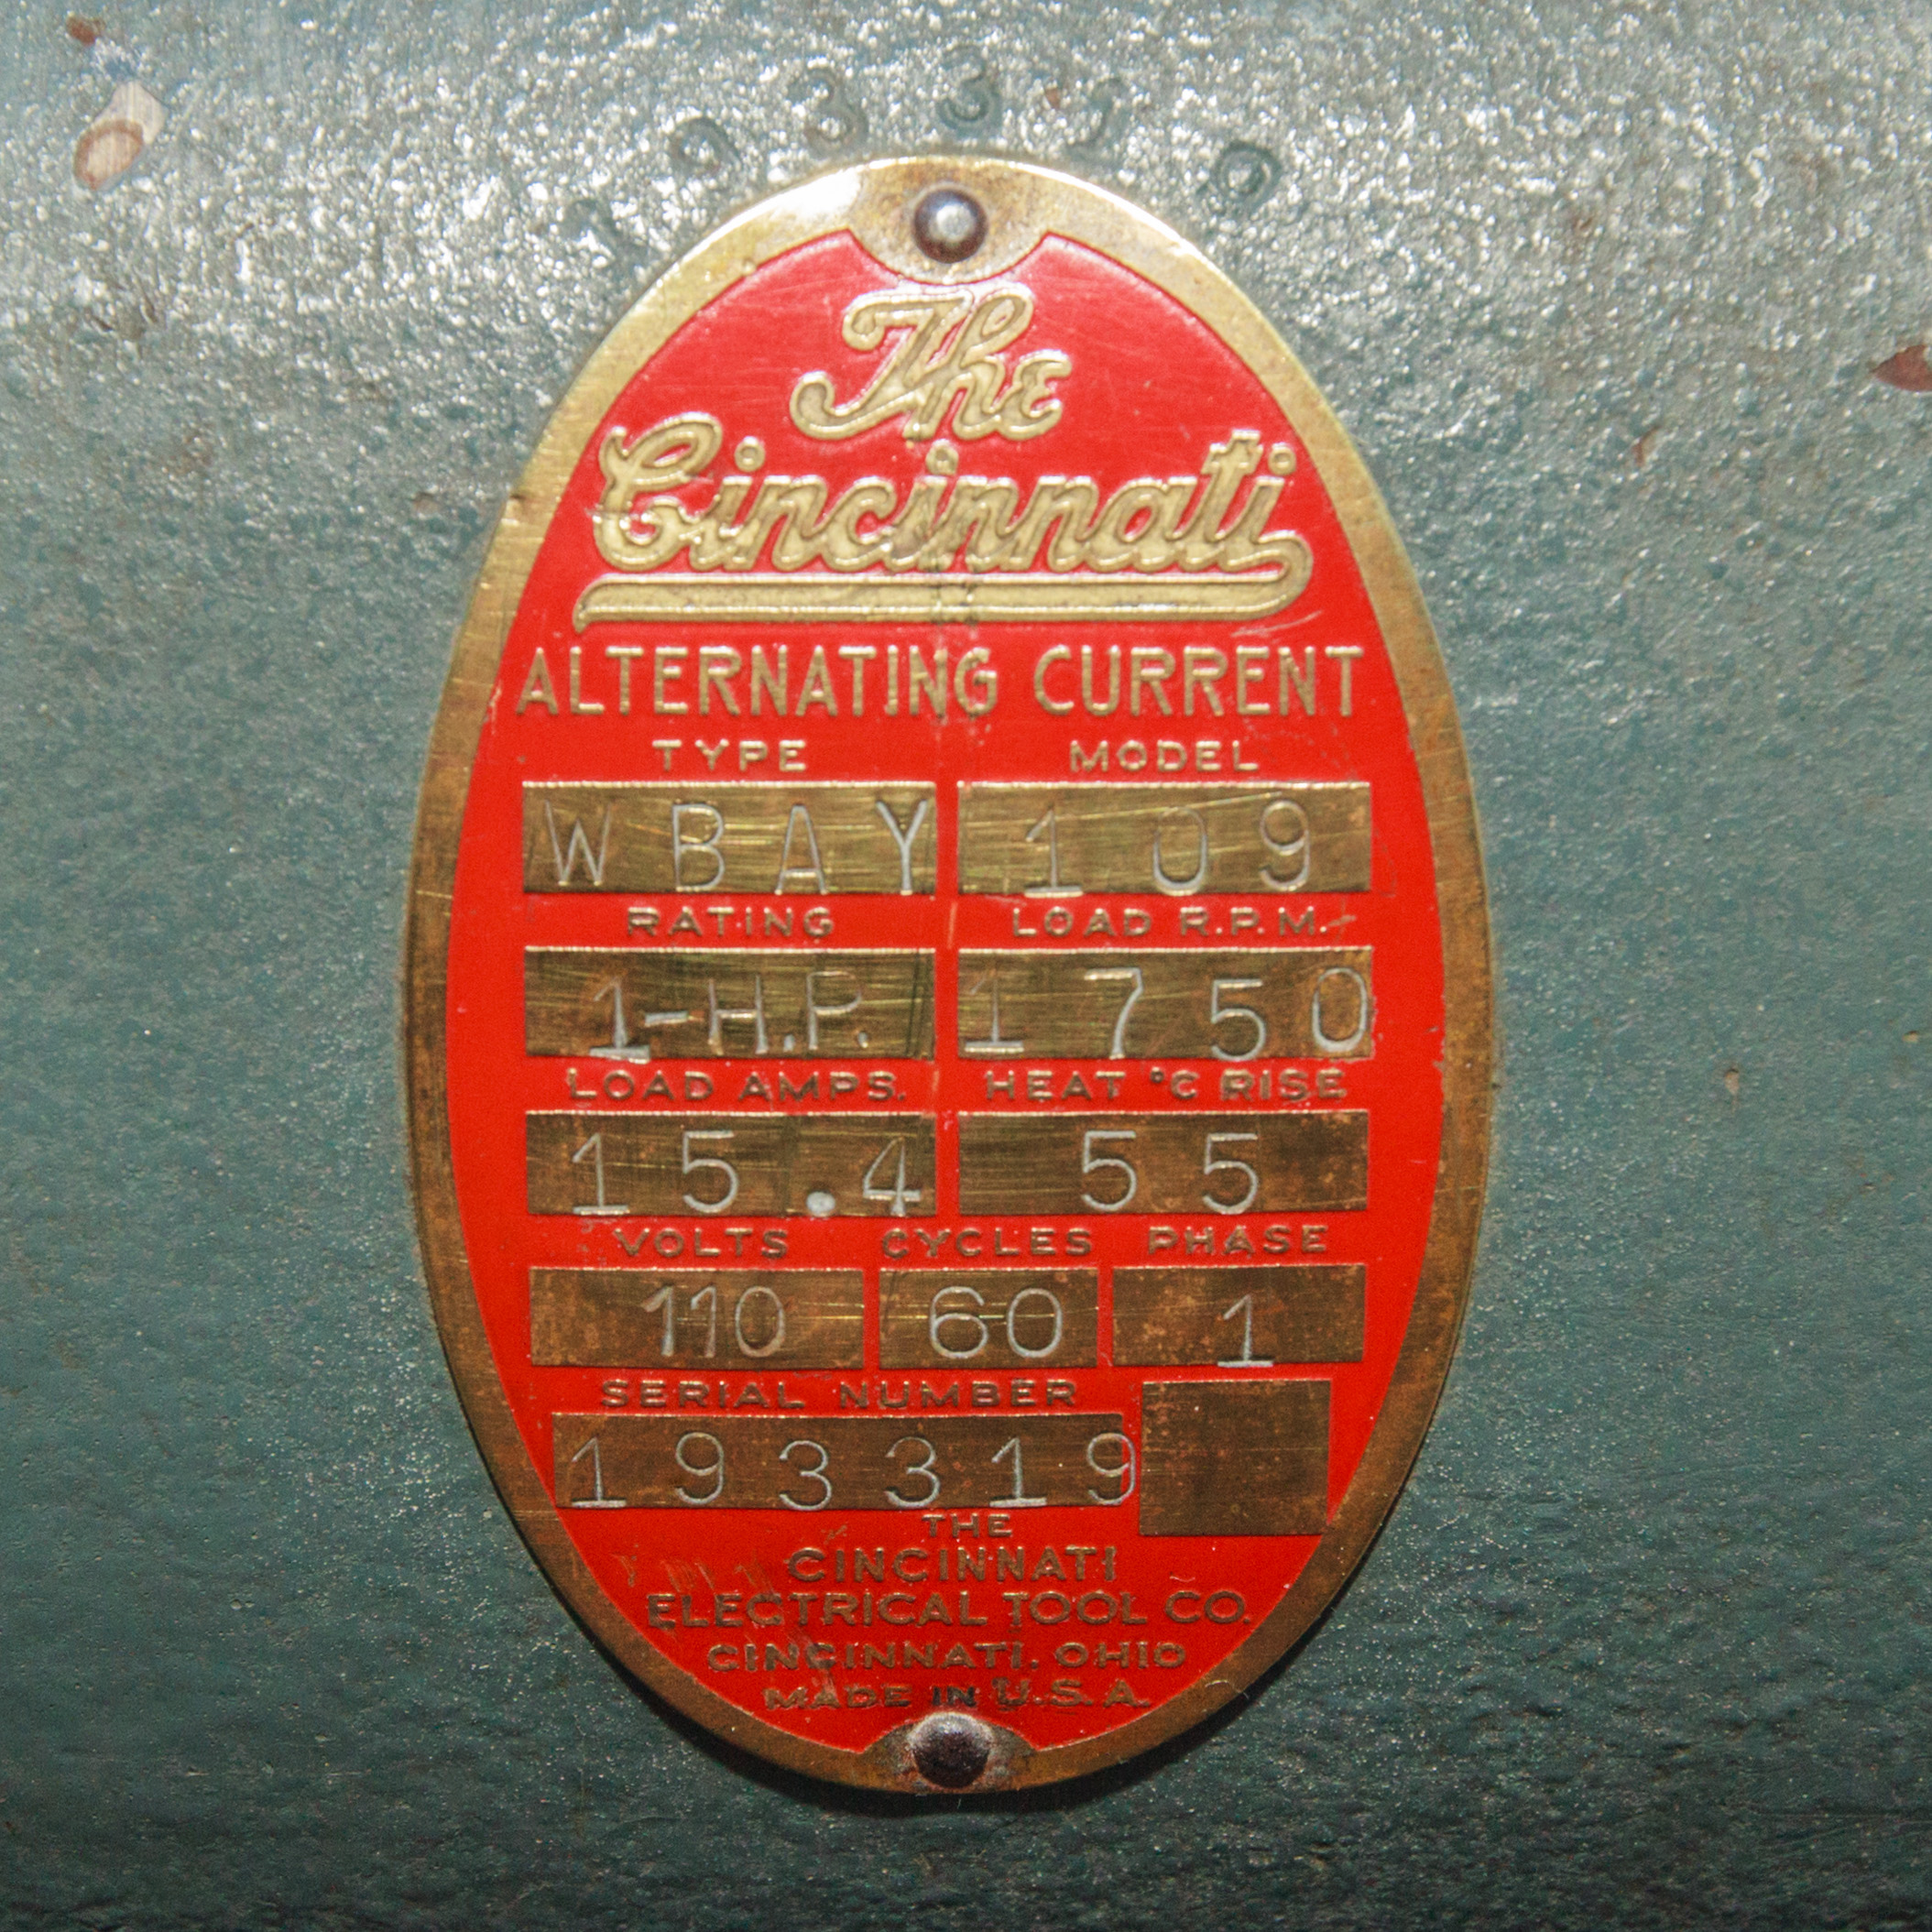 193319
The
Cincinnati
ALTERNATING CURRENT
TYPE MODEL
WBAY 109
RATING LOAD R.P.M.
1-H.P. 1750
LOAD AMPS. HEAT °C RISE
15.4 55
VOLTS CYCLES PHASE
110 60 1
SERIAL NUMBER
193319
THE
CINCINNATI
ELECTRICAL TOOL CO.
CINCINNATI, OHIO
MADE IN U.S.A.